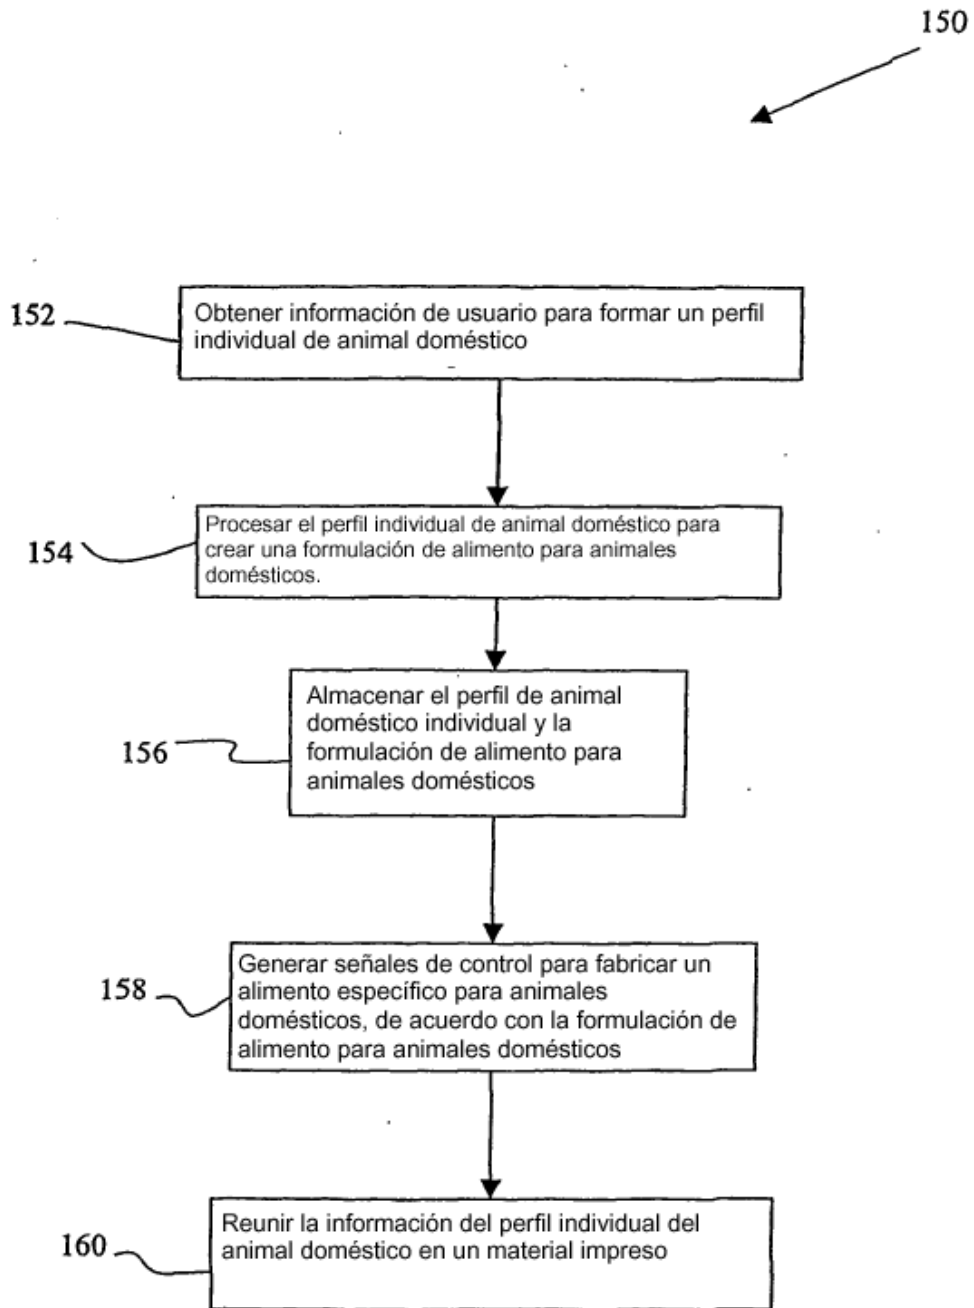 150
152
Obtener información de usuario para formar un perfil
individual de animal doméstico
154
Procesar el perfil individual de animal doméstico para
crear una formulación de alimento para animales
domésticos.
156
Almacenar el perfil de animal
doméstico individual y la
formulación de alimento para
animales domésticos
158
Generar señales de control para fabricar un
alimento específico para animales
domésticos, de acuerdo con la formulación de
alimento para animales domésticos
160
Reunir la información del perfil individual del
animal doméstico en un material impreso